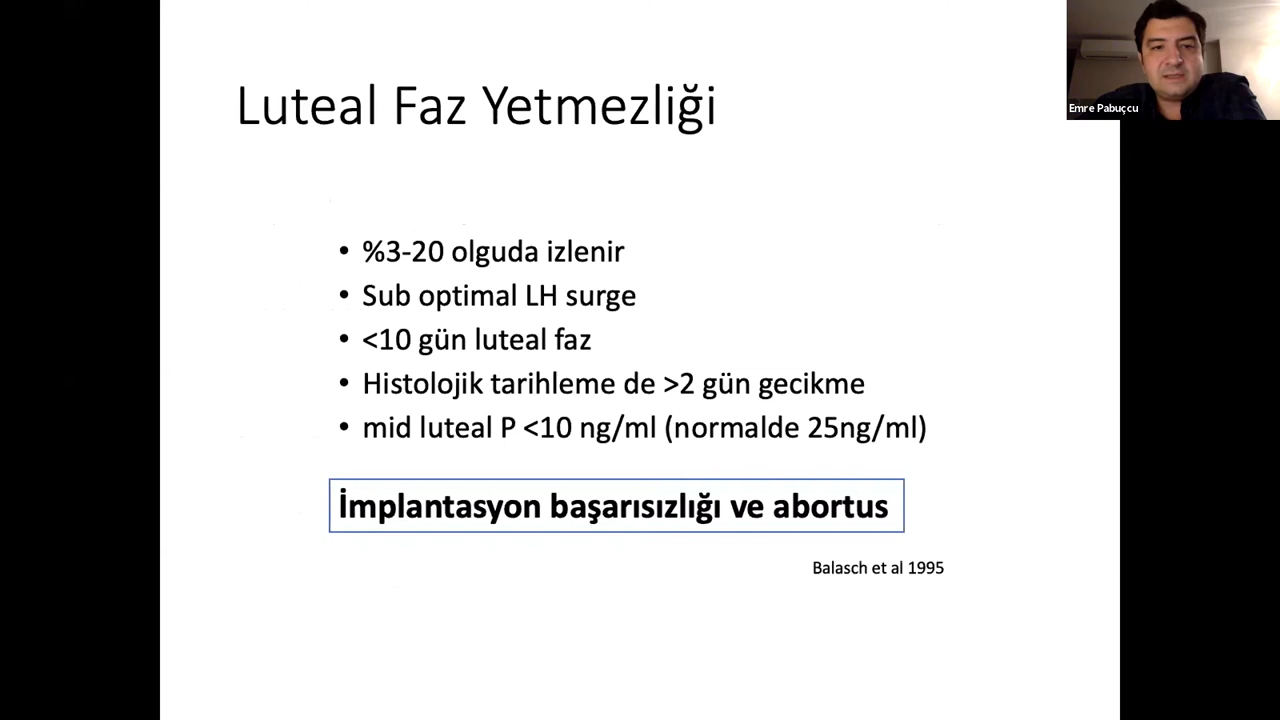 Luteal Faz Yetmezliği
Emre Pabuçcu
• %3-20 olguda izlenir
• Sub optimal LH surge
• <10 gün luteal faz
• Histolojik tarihleme de >2 gün gecikme
• mid luteal P <10 ng/ml (normalde 25ng/ml)
İmplantasyon başarısızlığı ve abortus
Balasch et al 1995